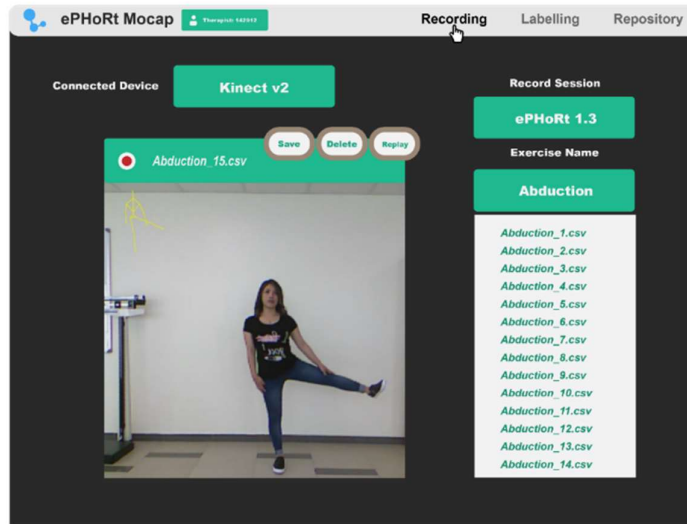 ePHoRt Mocap
Therapist: 142013
Recording
Labelling
Repository
Connected Device
Kinect v2
Record Session
ePHoRt 1.3
Exercise Name
Abduction
Save
Delete
Replay
Abduction_15.csv
Abduction_1.csv
Abduction_2.csv
Abduction_3.csv
Abduction_4.csv
Abduction_5.csv
Abduction_6.csv
Abduction_7.csv
Abduction_8.csv
Abduction_9.csv
Abduction_10.csv
Abduction_11.csv
Abduction_12.csv
Abduction_13.csv
Abduction_14.csv